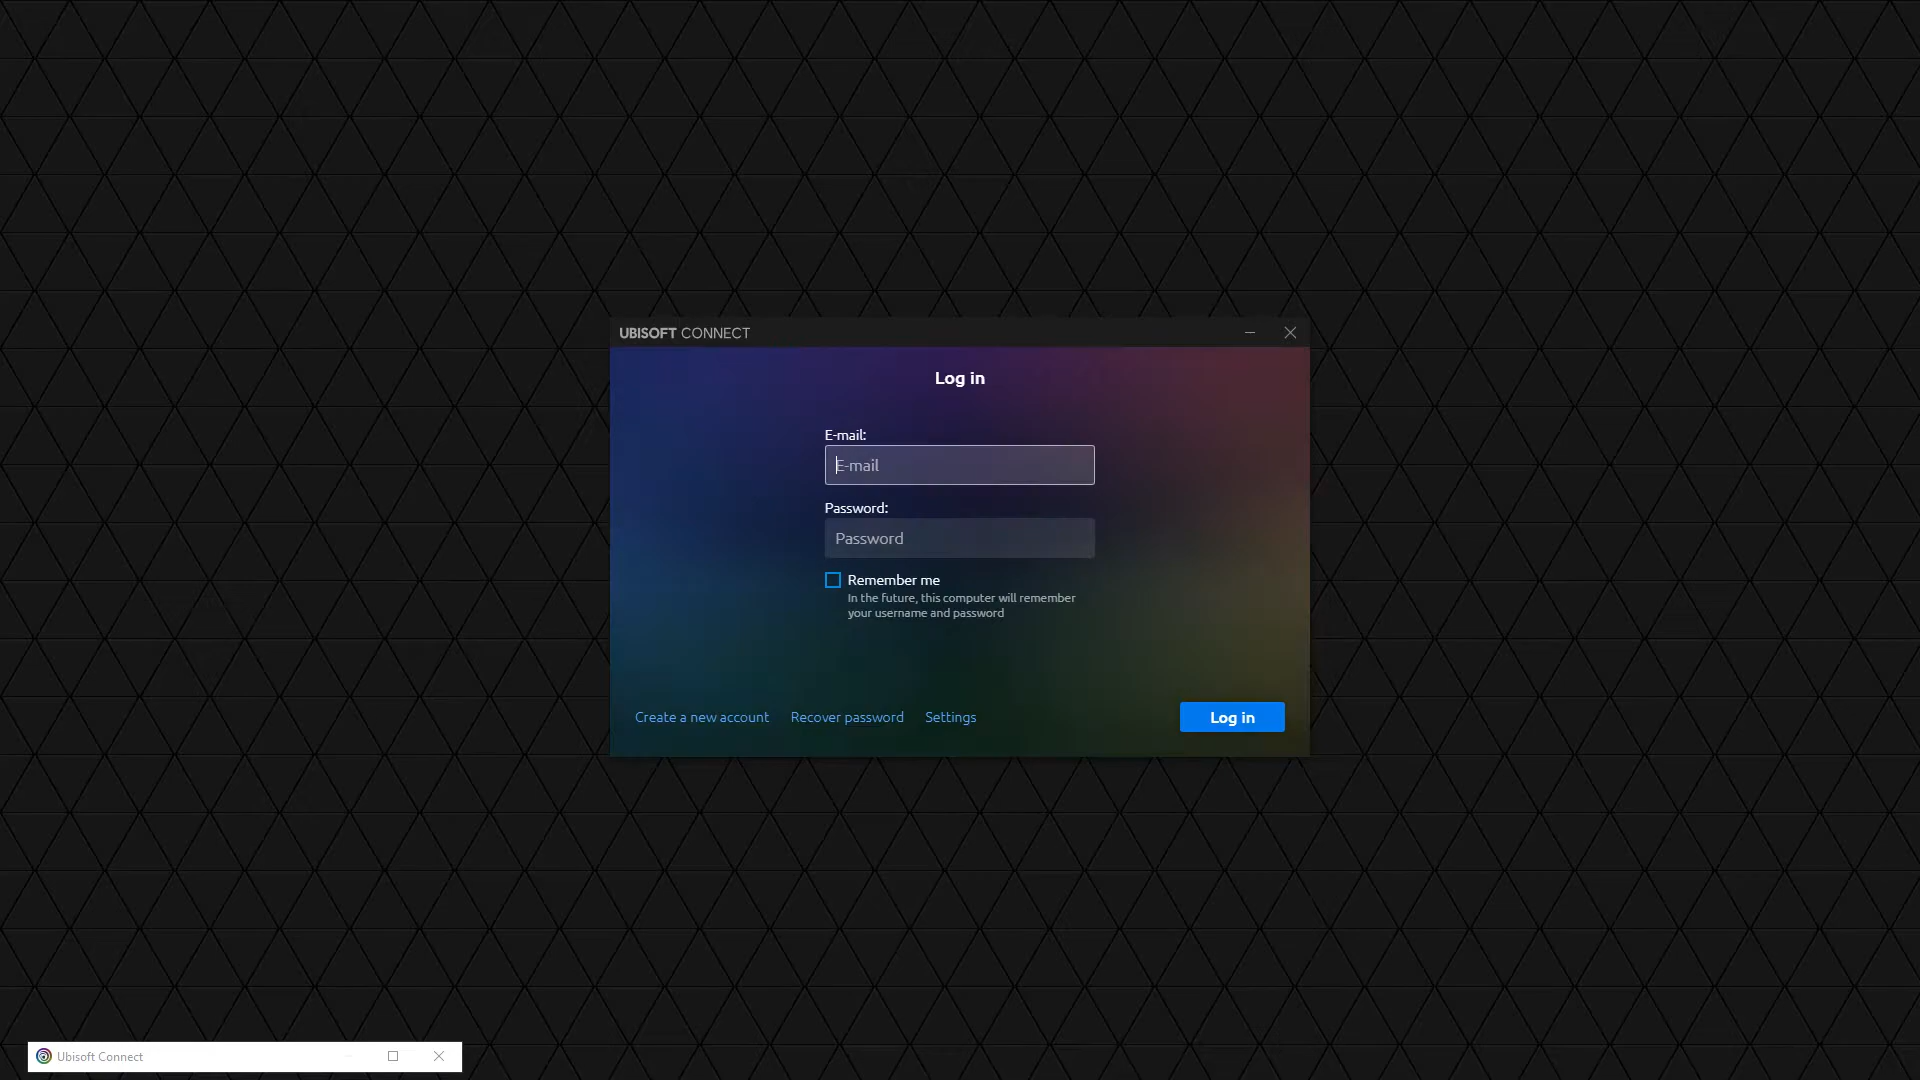 UBISOFT CONNECT
Log in
E-mail:
E-mail
Password:
Password
Remember me
In the future, this computer will remember
your username and password
Create a new account Recover password Settings Log in
Ubisoft Connect